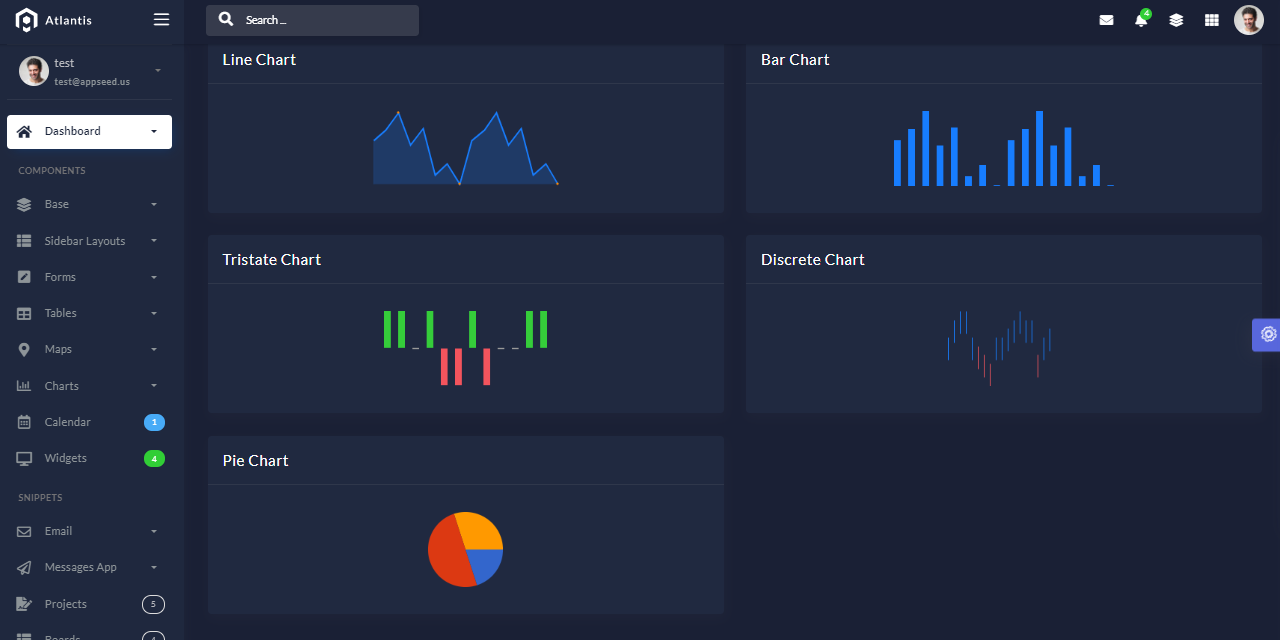 Atlantis
Search ...
4
test
test@appseed.us
Dashboard
COMPONENTS
Base
Sidebar Layouts
Forms
Tables
Maps
Charts
Calendar 1
Widgets 4
SNIPPETS
Email
Messages App
Projects 5
Boards 4
Line Chart
Bar Chart
Tristate Chart
Discrete Chart
Pie Chart